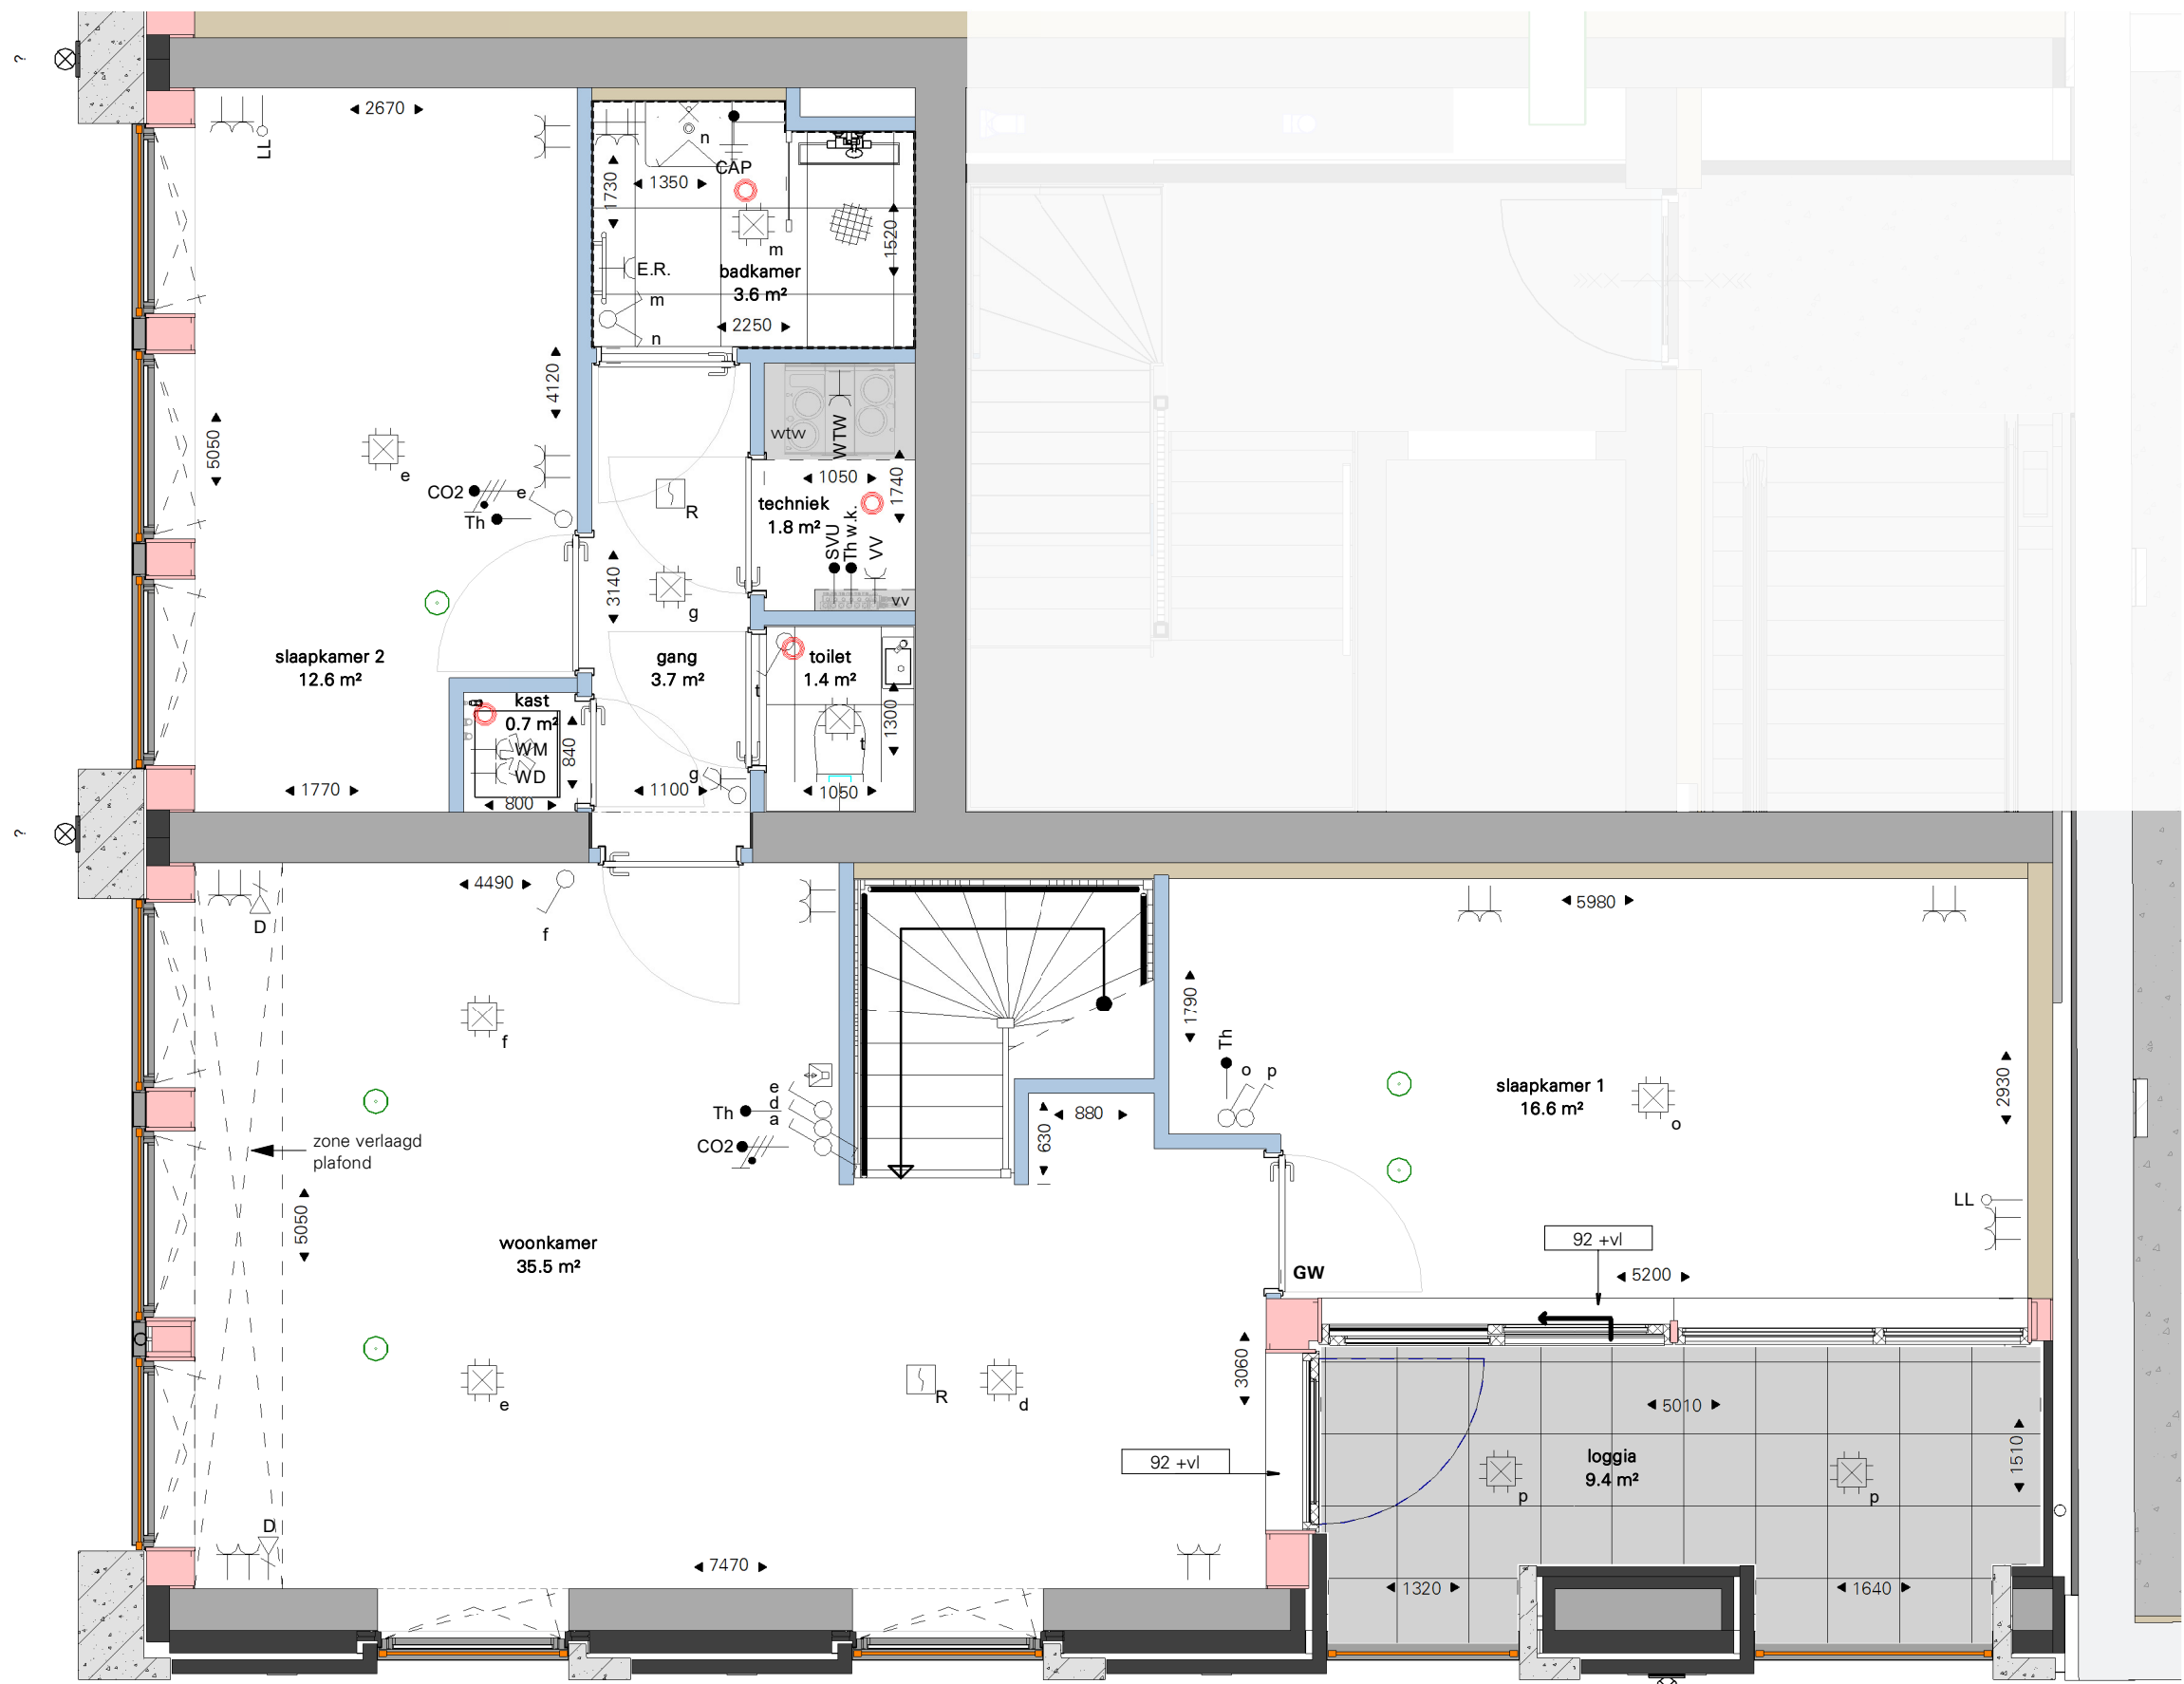 ?
2670
LL
n
CAP
1730
1350
m
1520
E.R.
badkamer
3.6 m²
m
2250
n
4120
5050
e
wtw
WTW
1050
1740
CO2
e
Th
R
techniek
1.8 m²
SVU
Th w.k.
VV
vv
3140
g
slaapkamer 2
12.6 m²
gang
3.7 m²
toilet
1.4 m²
t
kast
0.7 m²
1300
WM
840
t
WD
g
1770
800
1100
1050
?
4490
5980
D
f
1790
f
Th
o
p
slaapkamer 1
16.6 m²
2930
e
d
Th
a
880
o
zone verlaagd
plafond
CO2
630
LL
5050
woonkamer
35.5 m²
92 +vl
GW
5200
3060
e
R
d
5010
loggia
9.4 m²
1510
92 +vl
p
p
D
7470
1320
1640